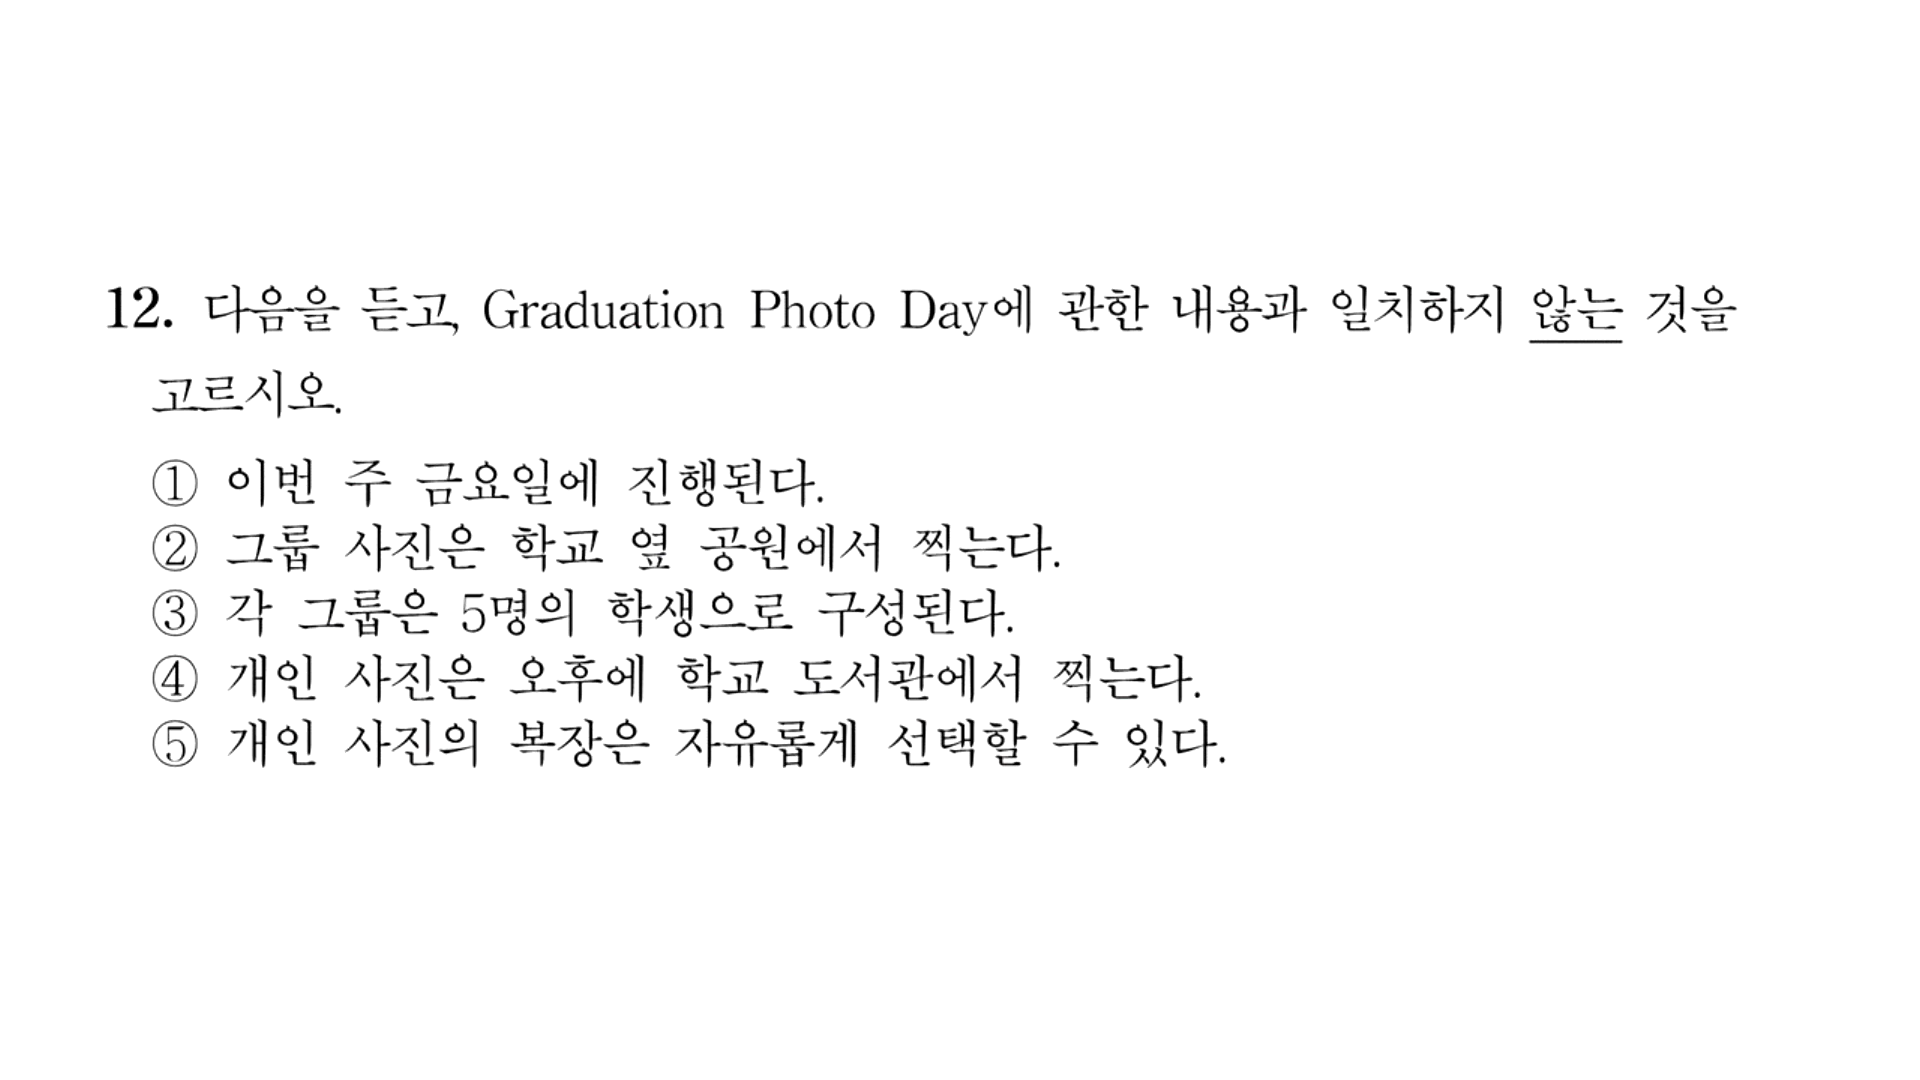 12. 다음을 듣고, Graduation Photo Day에 관한 내용과 일치하지 않는 것을
고르시오.
① 이번 주 금요일에 진행된다.
② 그룹 사진은 학교 옆 공원에서 찍는다.
③ 각 그룹은 5명의 학생으로 구성된다.
④ 개인 사진은 오후에 학교 도서관에서 찍는다.
⑤ 개인 사진의 복장은 자유롭게 선택할 수 있다.